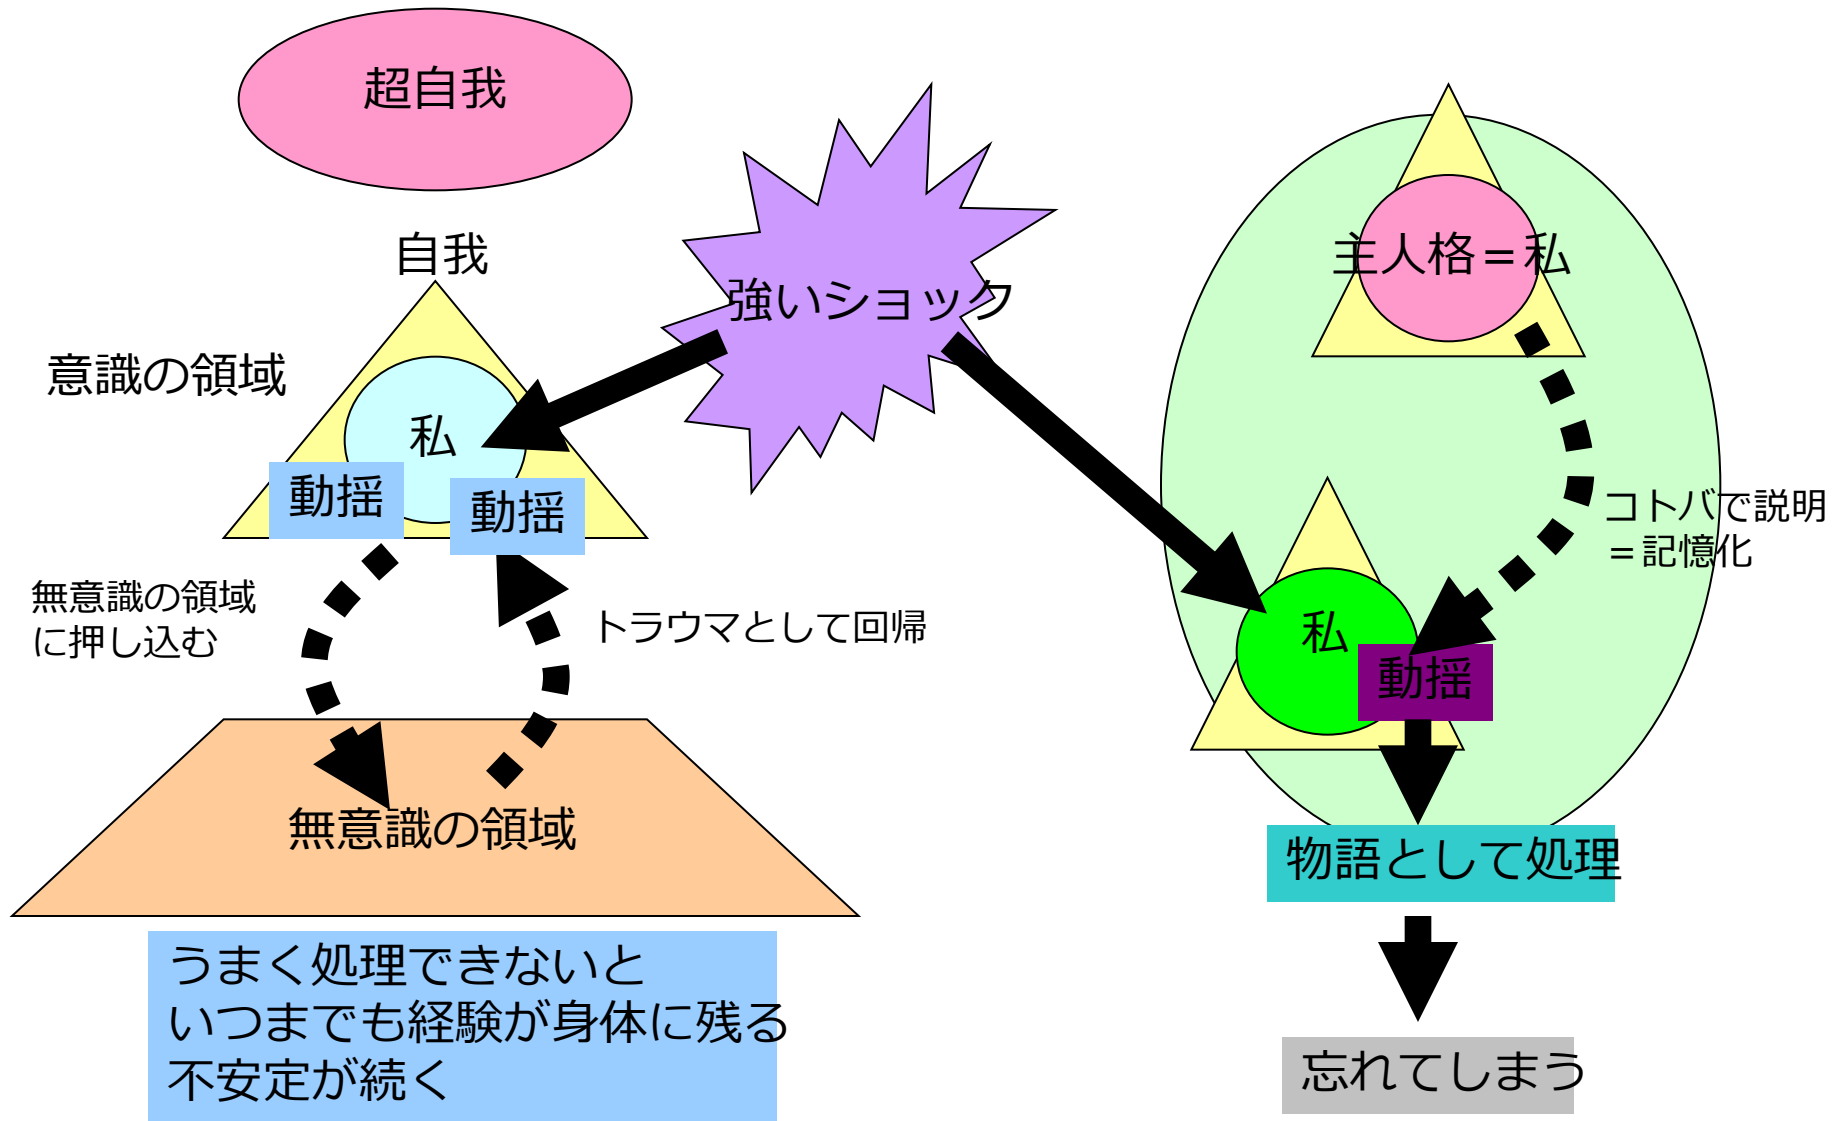 超自我
自我
意識の領域
私
動揺
動揺
無意識の領域
に押し込む
トラウマとして回帰
無意識の領域
うまく処理できないと
いつまでも経験が身体に残る
不安定が続く
強いショック
主人格＝私
コトバで説明
＝記憶化
私
動揺
物語として処理
忘れてしまう